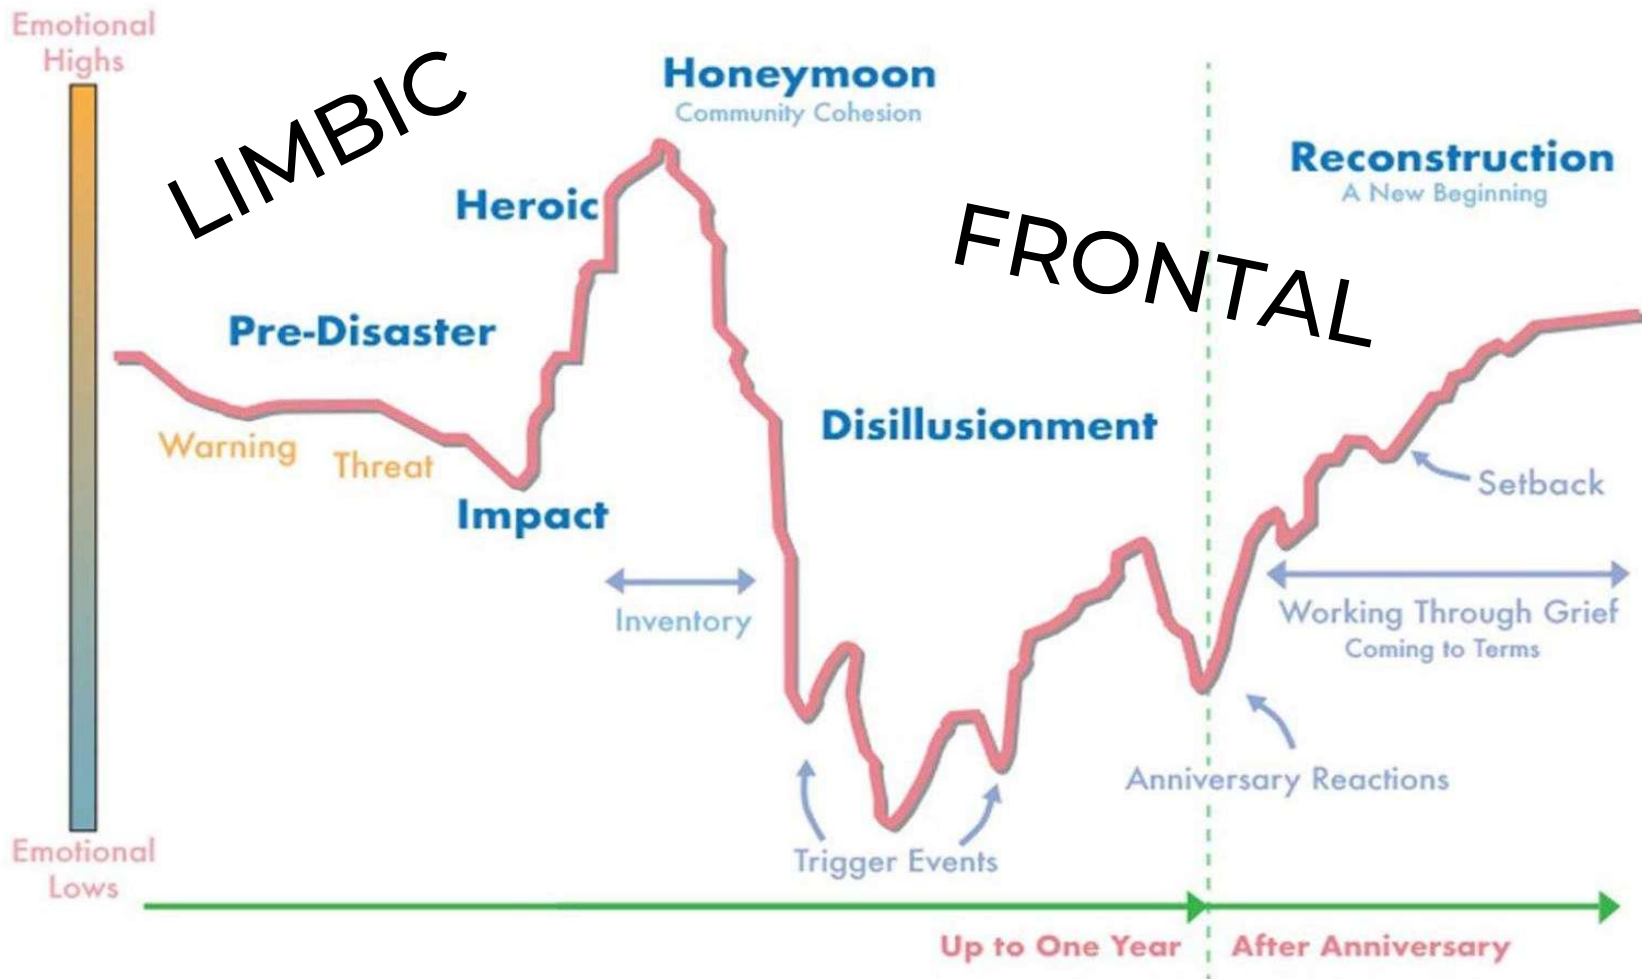 Emotional
Highs
LIMBIC
Honeymoon
Community Cohesion
Reconstruction
A New Beginning
Heroic
FRONTAL
Pre-Disaster
Disillusionment
Warning
Threat
Setback
Impact
Inventory
Working Through Grief
Coming to Terms
Anniversary Reactions
Trigger Events
Emotional
Lows
Up to One Year
After Anniversary